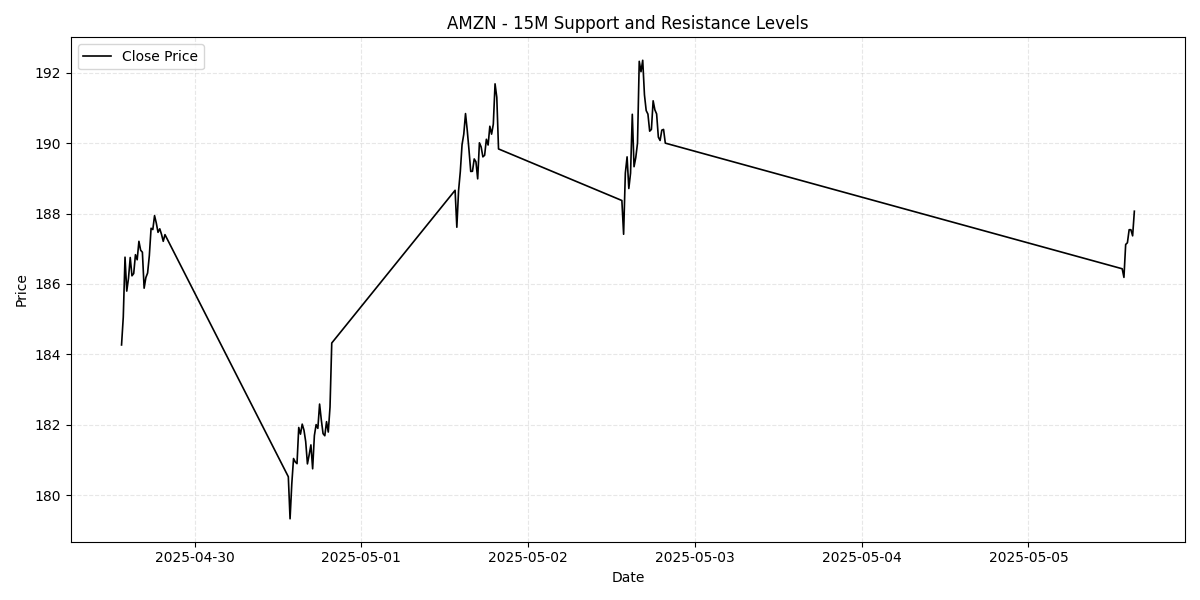 AMZN - 15M Support and Resistance Levels
Close Price
192
190
188
186
184
182
180
Price
2025-04-30 2025-05-01 2025-05-02 2025-05-03 2025-05-04 2025-05-05
Date